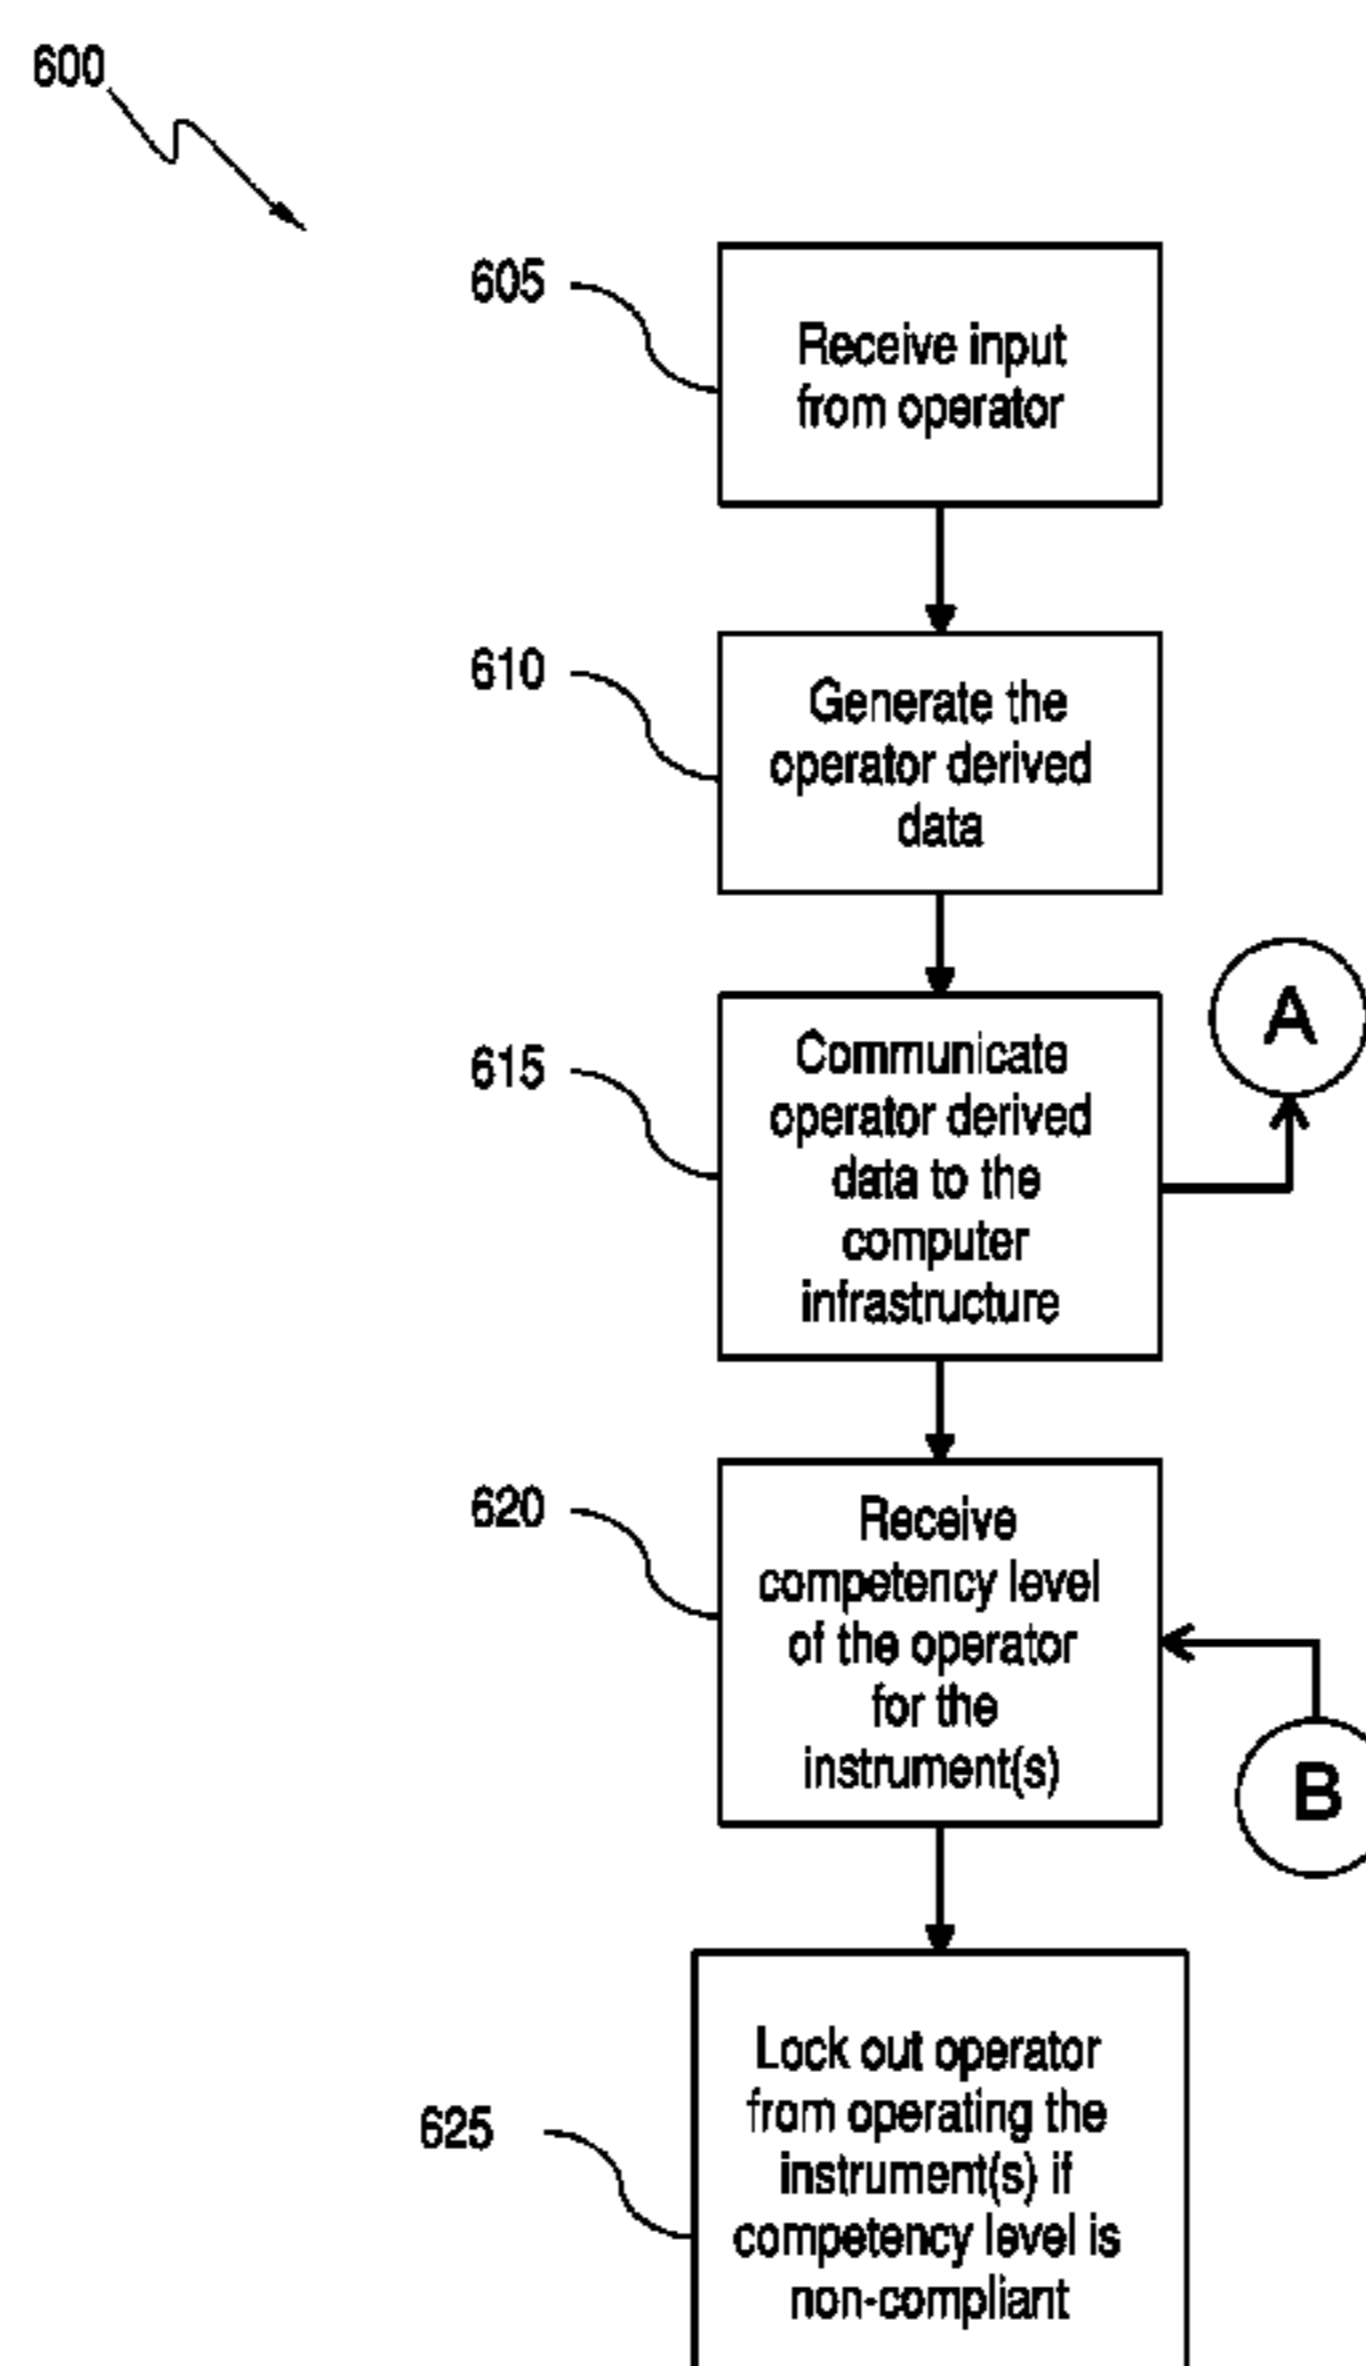 600
605
Receive input
from operator
610
Generate the
operator derived
data
615
Communicate
operator derived
data to the
computer
infrastructure
A
620
Receive
competency level
of the operator
for the
instrument(s)
B
625
Lock out operator
from operating the
instrument(s) if
competency level is
non-compliant